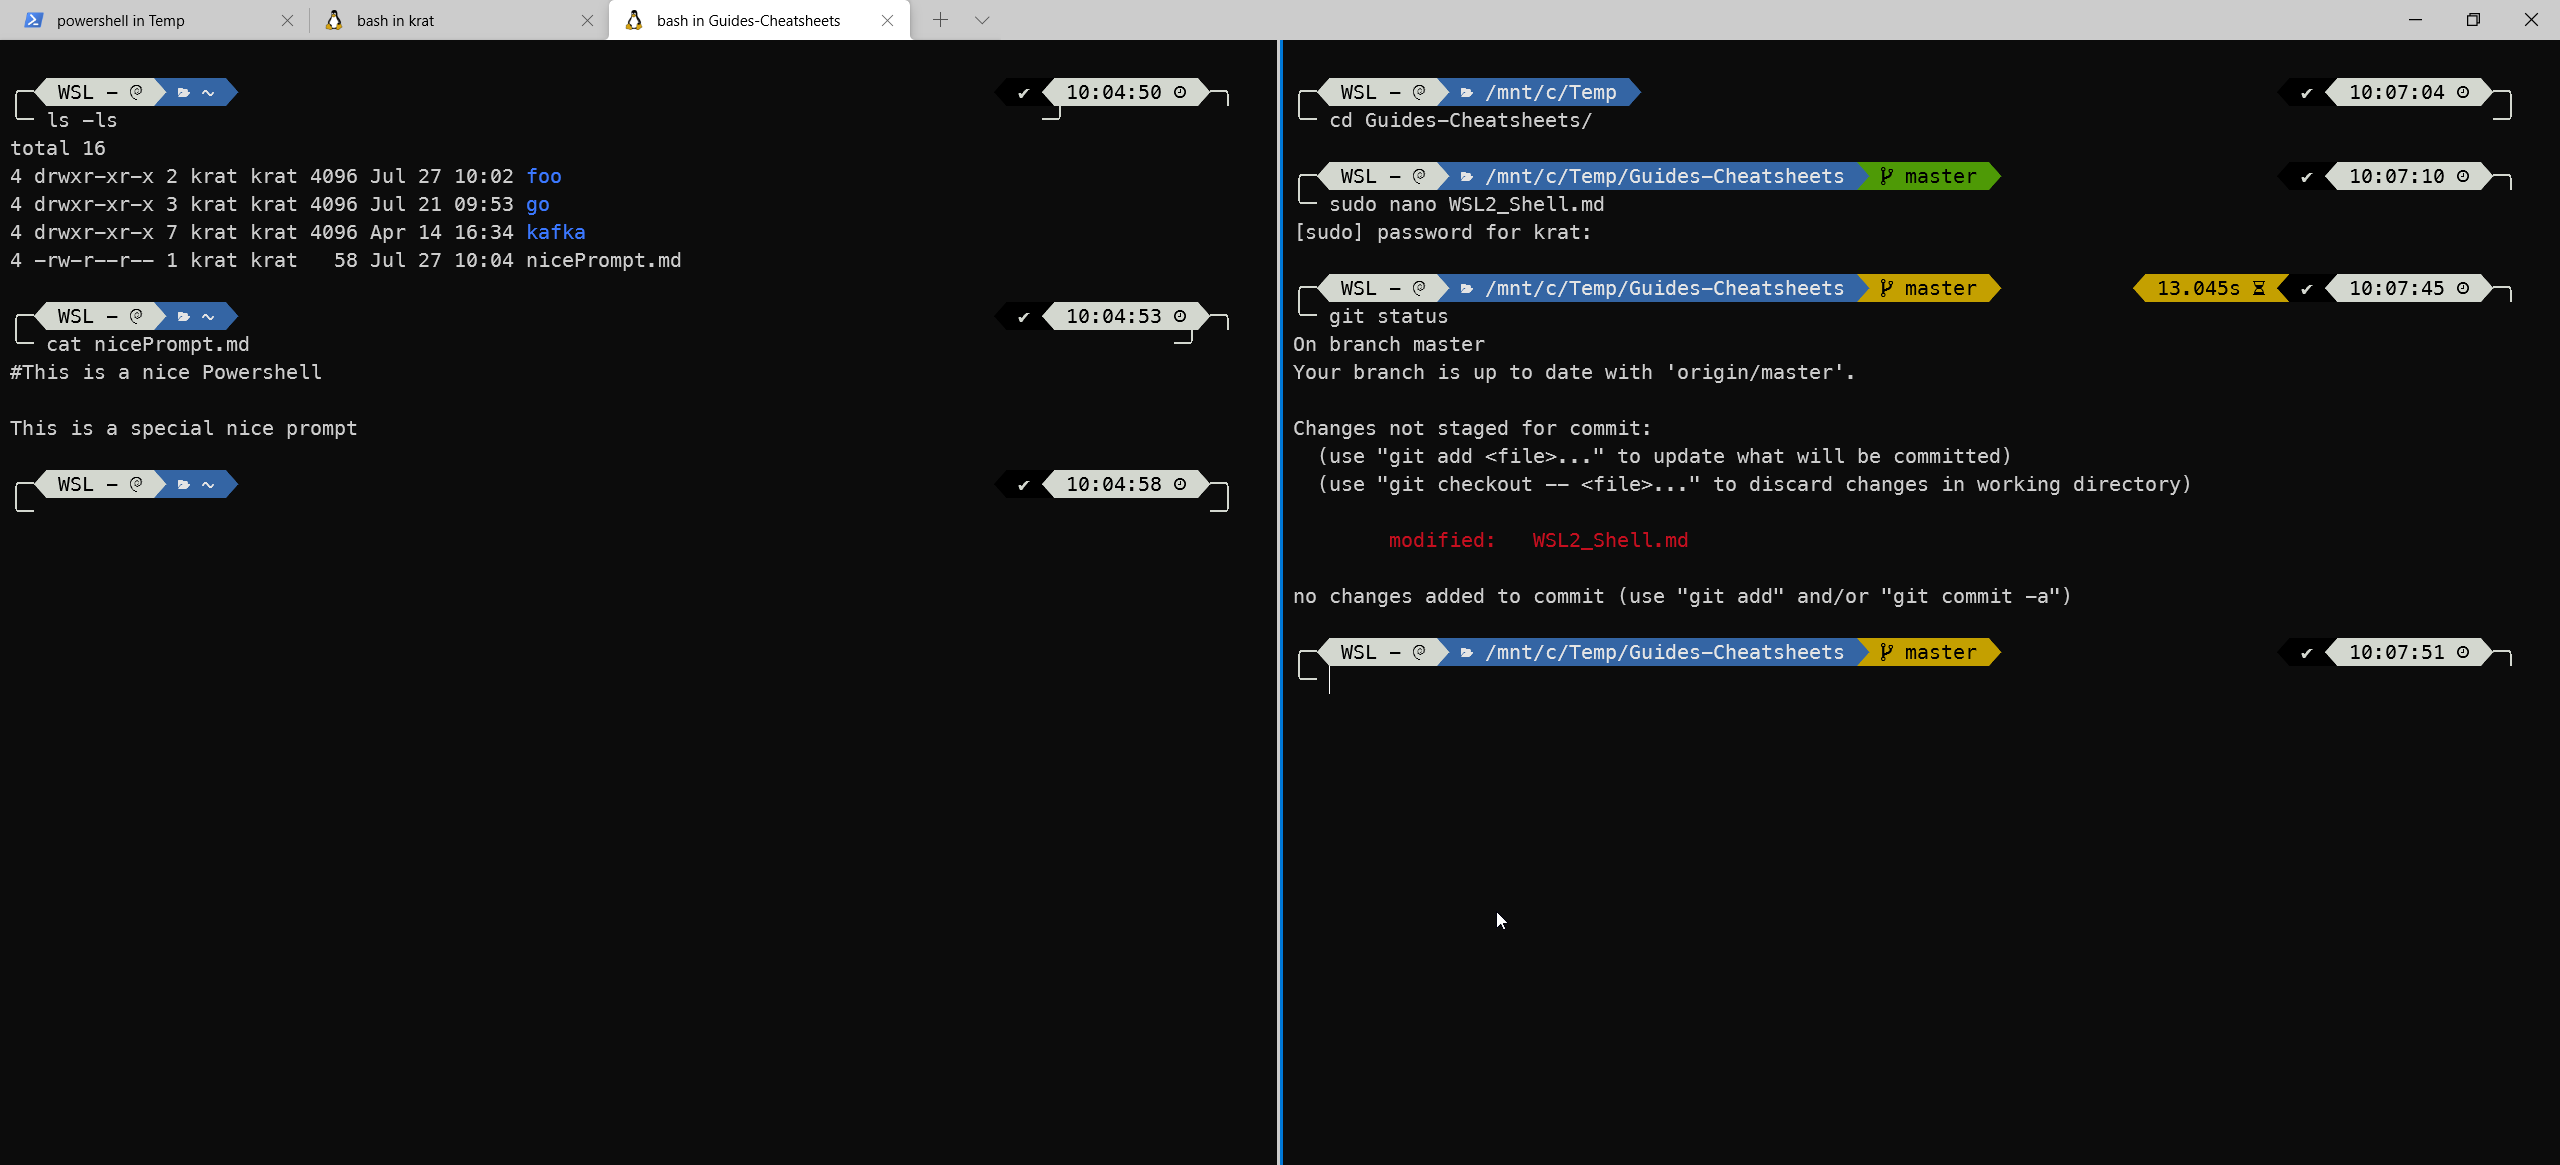 powershell in Temp
bash in krat
bash in Guides-Cheatsheets
WSL - ~ ✔ 10:04:50
ls -ls
total 16
4 drwxr-xr-x 2 krat krat 4096 Jul 27 10:02 foo
4 drwxr-xr-x 3 krat krat 4096 Jul 21 09:53 go
4 drwxr-xr-x 7 krat krat 4096 Apr 14 16:34 kafka
4 -rw-r--r-- 1 krat krat   58 Jul 27 10:04 nicePrompt.md
WSL - ~ ✔ 10:04:53
cat nicePrompt.md
#This is a nice Powershell
This is a special nice prompt
WSL - ~ ✔ 10:04:58
WSL - /mnt/c/Temp ✔ 10:07:04
cd Guides-Cheatsheets/
WSL - /mnt/c/Temp/Guides-Cheatsheets master ✔ 10:07:10
sudo nano WSL2_Shell.md
[sudo] password for krat:
WSL - /mnt/c/Temp/Guides-Cheatsheets master 13.045s ✔ 10:07:45
git status
On branch master
Your branch is up to date with 'origin/master'.
Changes not staged for commit:
  (use "git add <file>..." to update what will be committed)
  (use "git checkout -- <file>..." to discard changes in working directory)
        modified:   WSL2_Shell.md
no changes added to commit (use "git add" and/or "git commit -a")
WSL - /mnt/c/Temp/Guides-Cheatsheets master ✔ 10:07:51